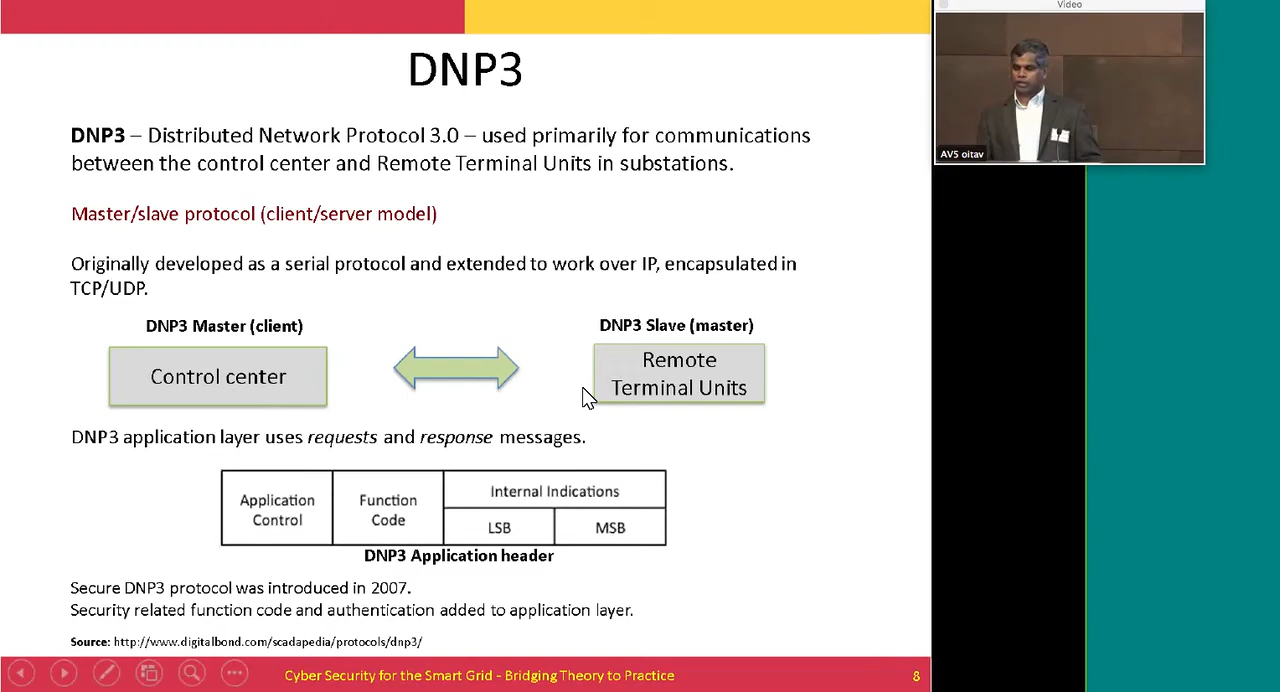 Video
AV5 oitav
DNP3
DNP3 – Distributed Network Protocol 3.0 – used primarily for communications
between the control center and Remote Terminal Units in substations.
Master/slave protocol (client/server model)
Originally developed as a serial protocol and extended to work over IP, encapsulated in
TCP/UDP.
DNP3 Master (client)
DNP3 Slave (master)
Control center
Remote
Terminal Units
DNP3 application layer uses requests and response messages.
Application
Control
Function
Code
Internal Indications
LSB
MSB
DNP3 Application header
Secure DNP3 protocol was introduced in 2007.
Security related function code and authentication added to application layer.
Source: http://www.digitalbond.com/scadapedia/protocols/dnp3/
Cyber Security for the Smart Grid - Bridging Theory to Practice
8